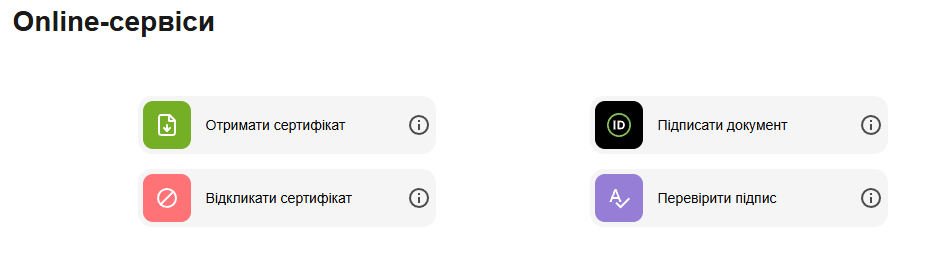 Online-сервіси
Отримати сертифікат
ID
Підписати документ
Відкликати сертифікат
Перевірити підпис